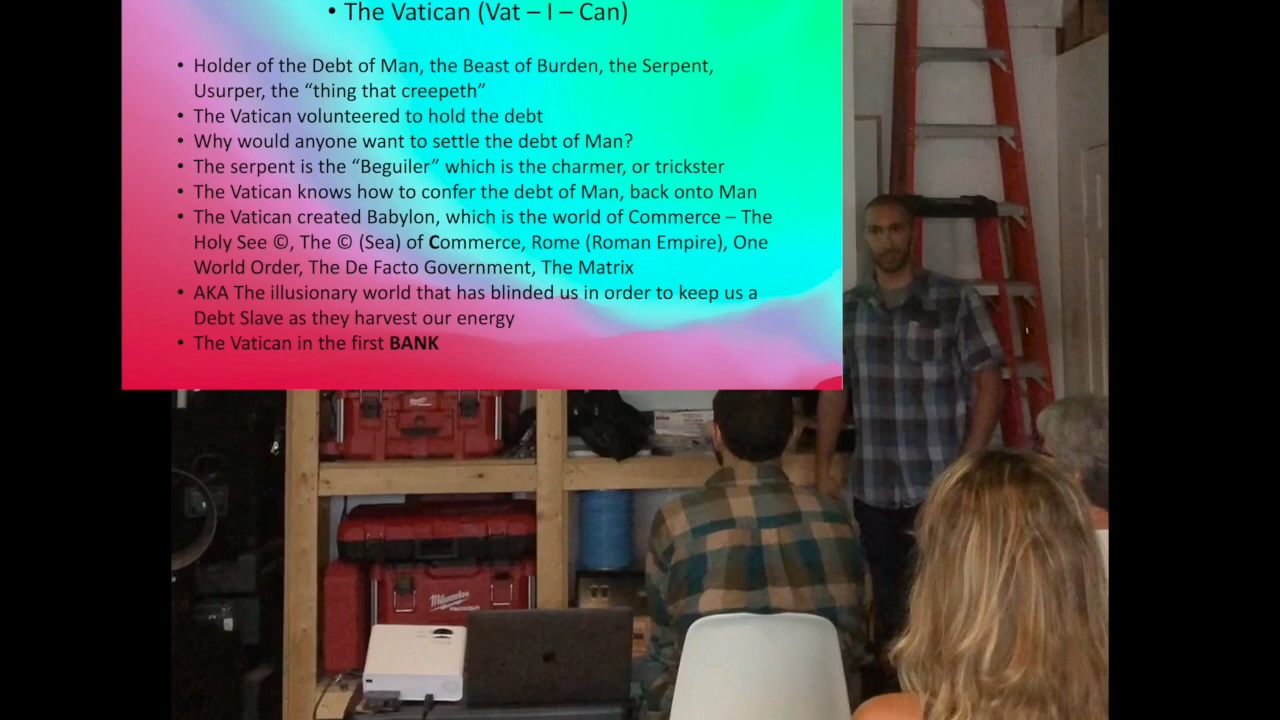 • The Vatican (Vat – I – Can)
• Holder of the Debt of Man, the Beast of Burden, the Serpent,
Usurper, the “thing that creepeth”
• The Vatican volunteered to hold the debt
• Why would anyone want to settle the debt of Man?
• The serpent is the “Beguiler” which is the charmer, or trickster
• The Vatican knows how to confer the debt of Man, back onto Man
• The Vatican created Babylon, which is the world of Commerce – The
Holy See ©, The © (Sea) of Commerce, Rome (Roman Empire), One
World Order, The De Facto Government, The Matrix
• AKA The illusionary world that has blinded us in order to keep us a
Debt Slave as they harvest our energy
• The Vatican in the first BANK
Milwaukee
PACKOUT